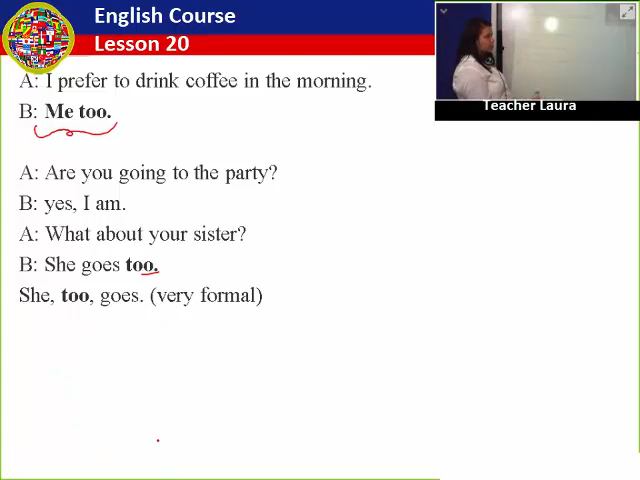 English Course
Lesson 20
Teacher Laura
A: I prefer to drink coffee in the morning.
B: Me too.
A: Are you going to the party?
B: yes, I am.
A: What about your sister?
B: She goes too.
She, too, goes. (very formal)